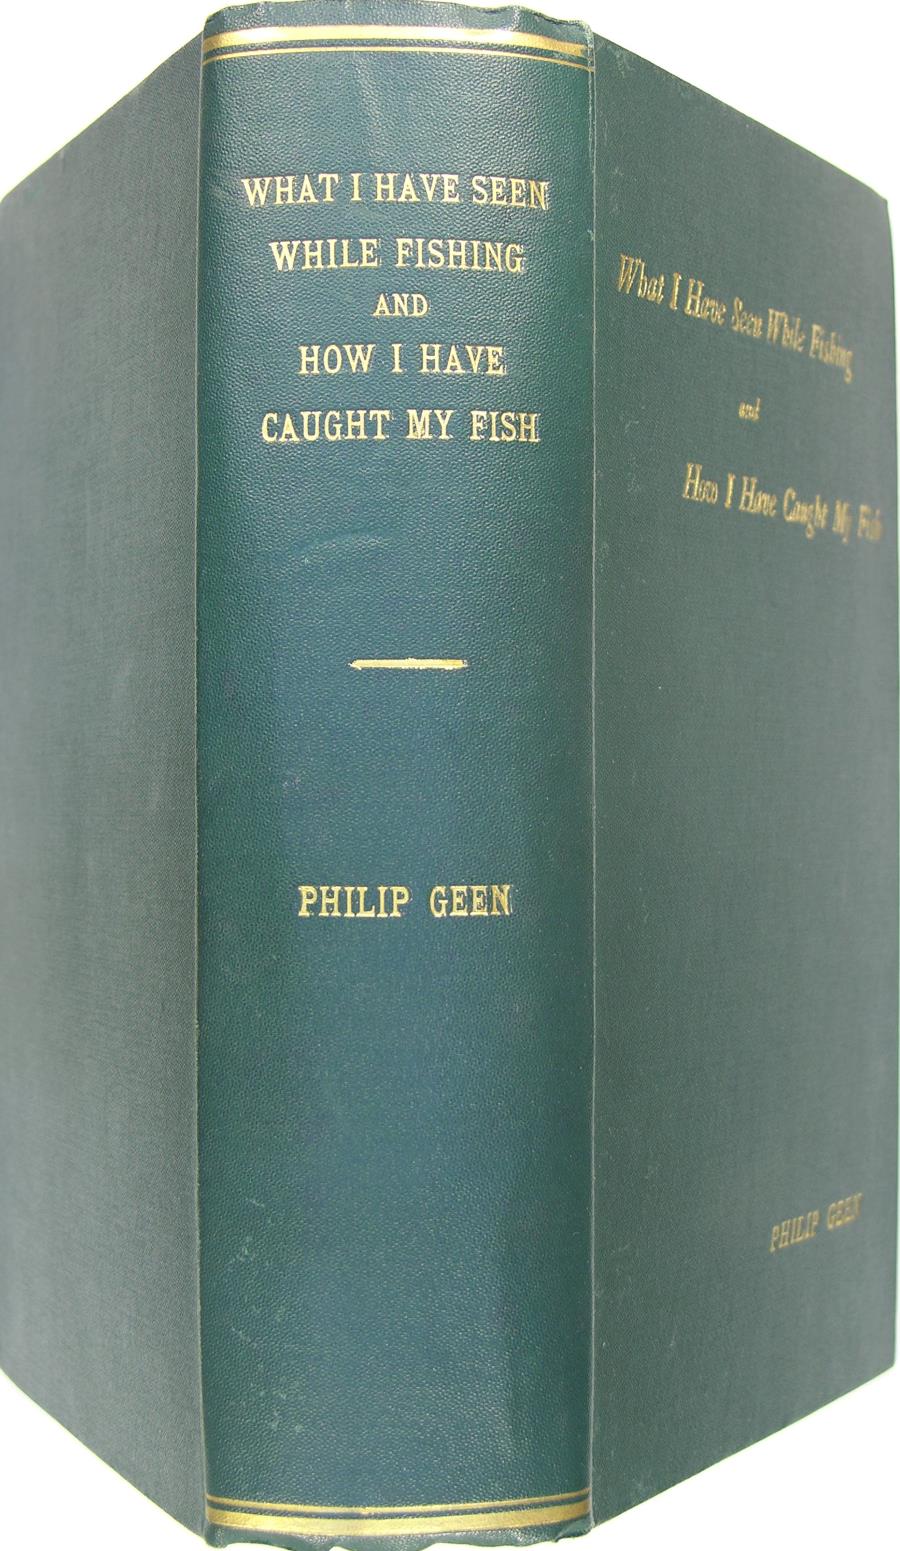 WHAT I HAVE SEEN
WHILE FISHING
AND
HOW I HAVE
CAUGHT MY FISH
PHILIP GEEN
What I Have Seen While Fishing
and
How I Have Caught My Fish
PHILIP GEEN